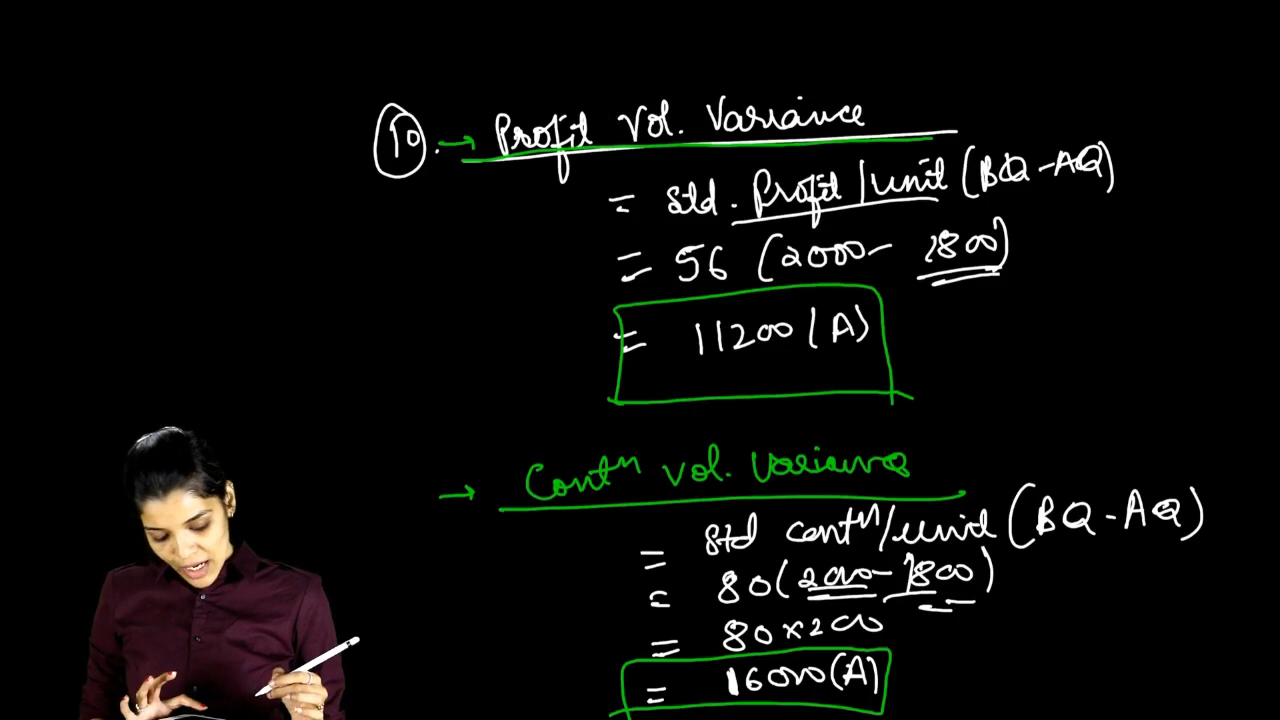 10. → Profit Vol. Variance
= Std. Profit/unit (BQ-AQ)
= 56 (2000- 1800)
= 11200 (A)
→ Contⁿ Vol. Variance
= Std contⁿ/unit (BQ-AQ)
= 80 (2000-1800)
= 80×200
= 16000 (A)